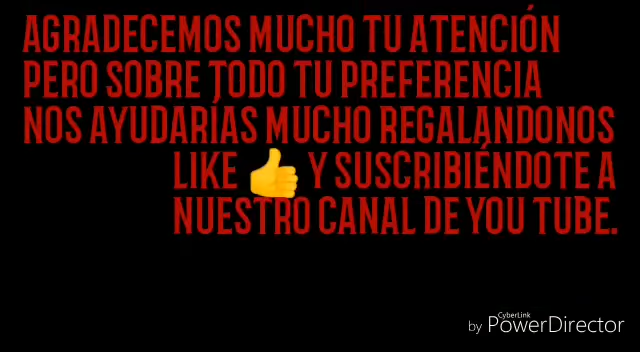 AGRADECEMOS MUCHO TU ATENCIÓN
PERO SOBRE TODO TU PREFERENCIA
NOS AYUDARÍAS MUCHO REGALANDONOS
LIKE 👍 Y SUSCRIBIÉNDOTE A
NUESTRO CANAL DE YOU TUBE.
CyberLink
by PowerDirector